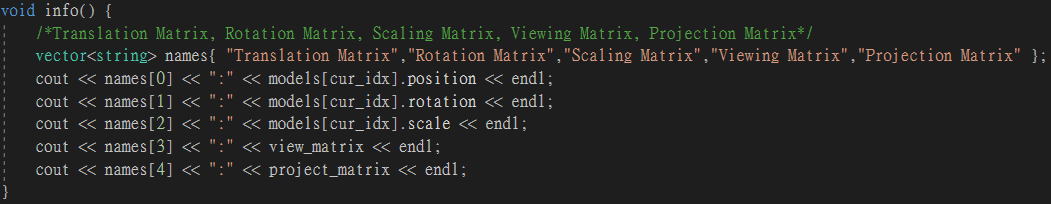 void info() {
/*Translation Matrix, Rotation Matrix, Scaling Matrix, Viewing Matrix, Projection Matrix*/
vector<string> names{ "Translation Matrix","Rotation Matrix","Scaling Matrix","Viewing Matrix","Projection Matrix" };
cout << names[0] << ":" << models[cur_idx].position << endl;
cout << names[1] << ":" << models[cur_idx].rotation << endl;
cout << names[2] << ":" << models[cur_idx].scale << endl;
cout << names[3] << ":" << view_matrix << endl;
cout << names[4] << ":" << project_matrix << endl;
}